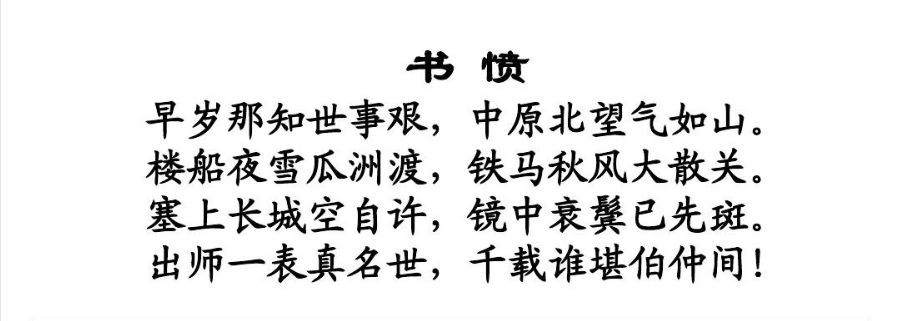 书 愤
早岁那知世事艰，中原北望气如山。
楼船夜雪瓜洲渡，铁马秋风大散关。
塞上长城空自许，镜中衰鬓已先斑。
出师一表真名世，千载谁堪伯仲间！